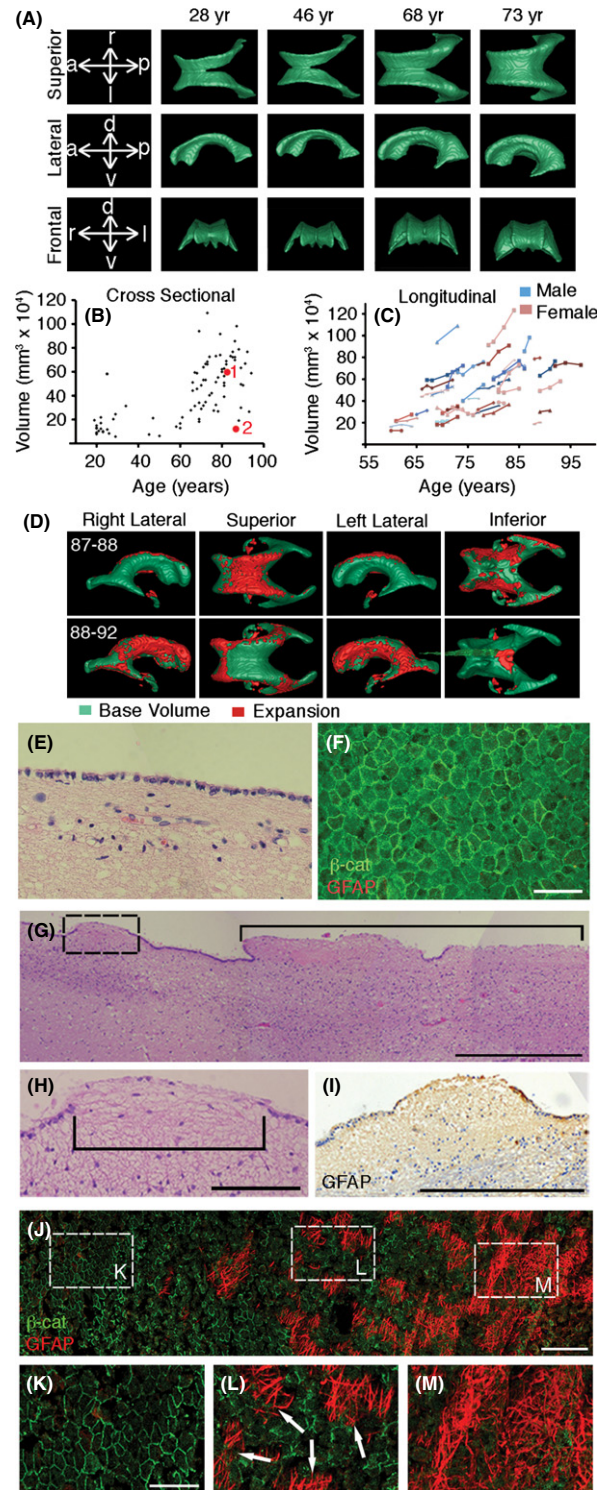 (A)
28 yr 46 yr 68 yr 73 yr
Superior
r
a p
l
Lateral
d
a p
v
Frontal
d
r l
v
(B) Cross Sectional
Volume (mm³ x 10⁴)
120
100
80
60
40
20
1
2
0 20 40 60 80 100
Age (years)
(C) Longitudinal
Male
Female
Volume (mm³ x 10⁴)
120
100
80
60
40
20
55 65 75 85 95
Age (years)
(D)
Right Lateral Superior Left Lateral Inferior
87-88
88-92
Base Volume Expansion
(E)
(F)
β-cat
GFAP
(G)
(H)
(I)
GFAP
(J)
K
L
M
β-cat
GFAP
(K)
(L)
(M)